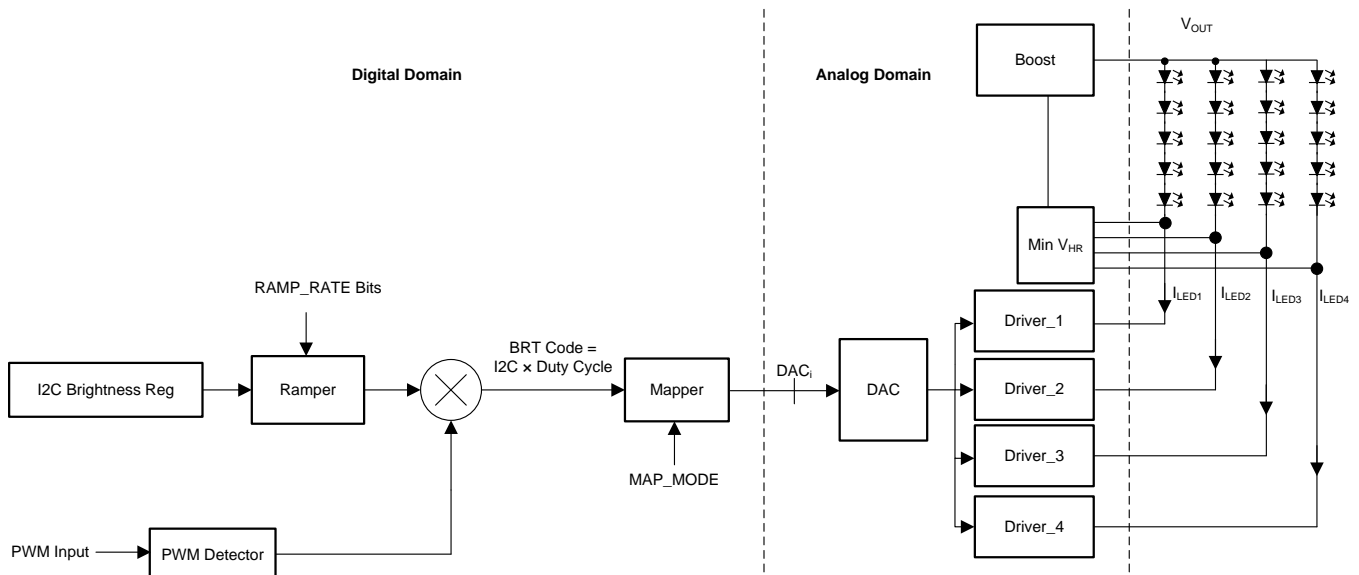 Digital Domain
Analog Domain
V_OUT
Boost
Min V_HR
RAMP_RATE Bits
I_LED1
I_LED2
I_LED3
I_LED4
I2C Brightness Reg
Ramper
BRT Code =
I2C × Duty Cycle
Mapper
MAP_MODE
DAC_i
DAC
Driver_1
Driver_2
Driver_3
Driver_4
PWM Input
PWM Detector